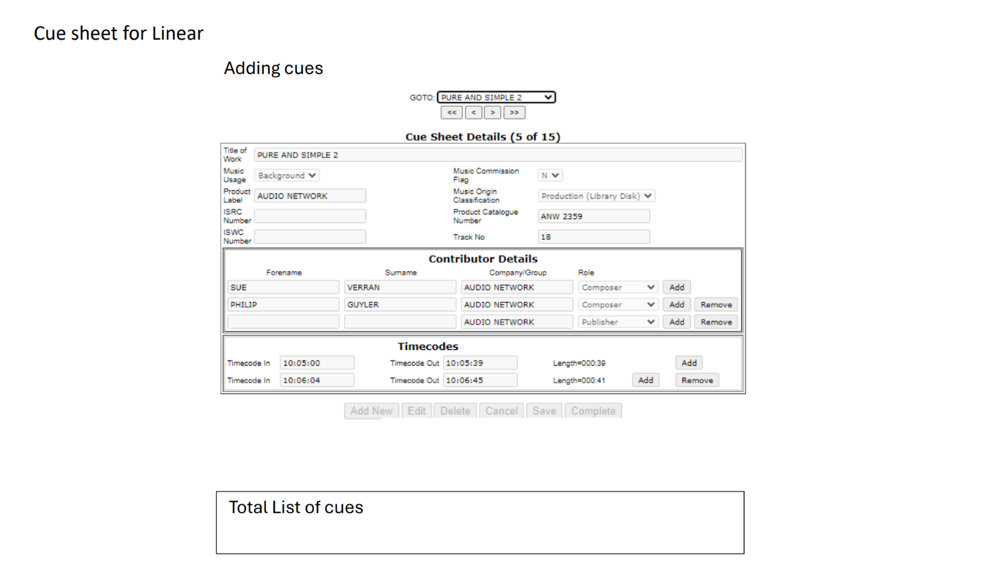 Cue sheet for Linear
Adding cues
GOTO: PURE AND SIMPLE 2
<< < > >>
Cue Sheet Details (5 of 15)
Title of Work PURE AND SIMPLE 2
Music Usage Background Music Commission Flag N
Product Label AUDIO NETWORK Music Origin Classification Production (Library Disk)
ISRC Number Product Catalogue Number ANW 2359
ISWC Number Track No 18
Contributor Details
Forename Surname Company/Group Role
SUE VERRAN AUDIO NETWORK Composer Add
PHILIP GUYLER AUDIO NETWORK Composer Add Remove
AUDIO NETWORK Publisher Add Remove
Timecodes
Timecode In 10:05:00 Timecode Out 10:05:39 Length=000:39 Add
Timecode In 10:06:04 Timecode Out 10:06:45 Length=000:41 Add Remove
Add New Edit Delete Cancel Save Complete
Total List of cues